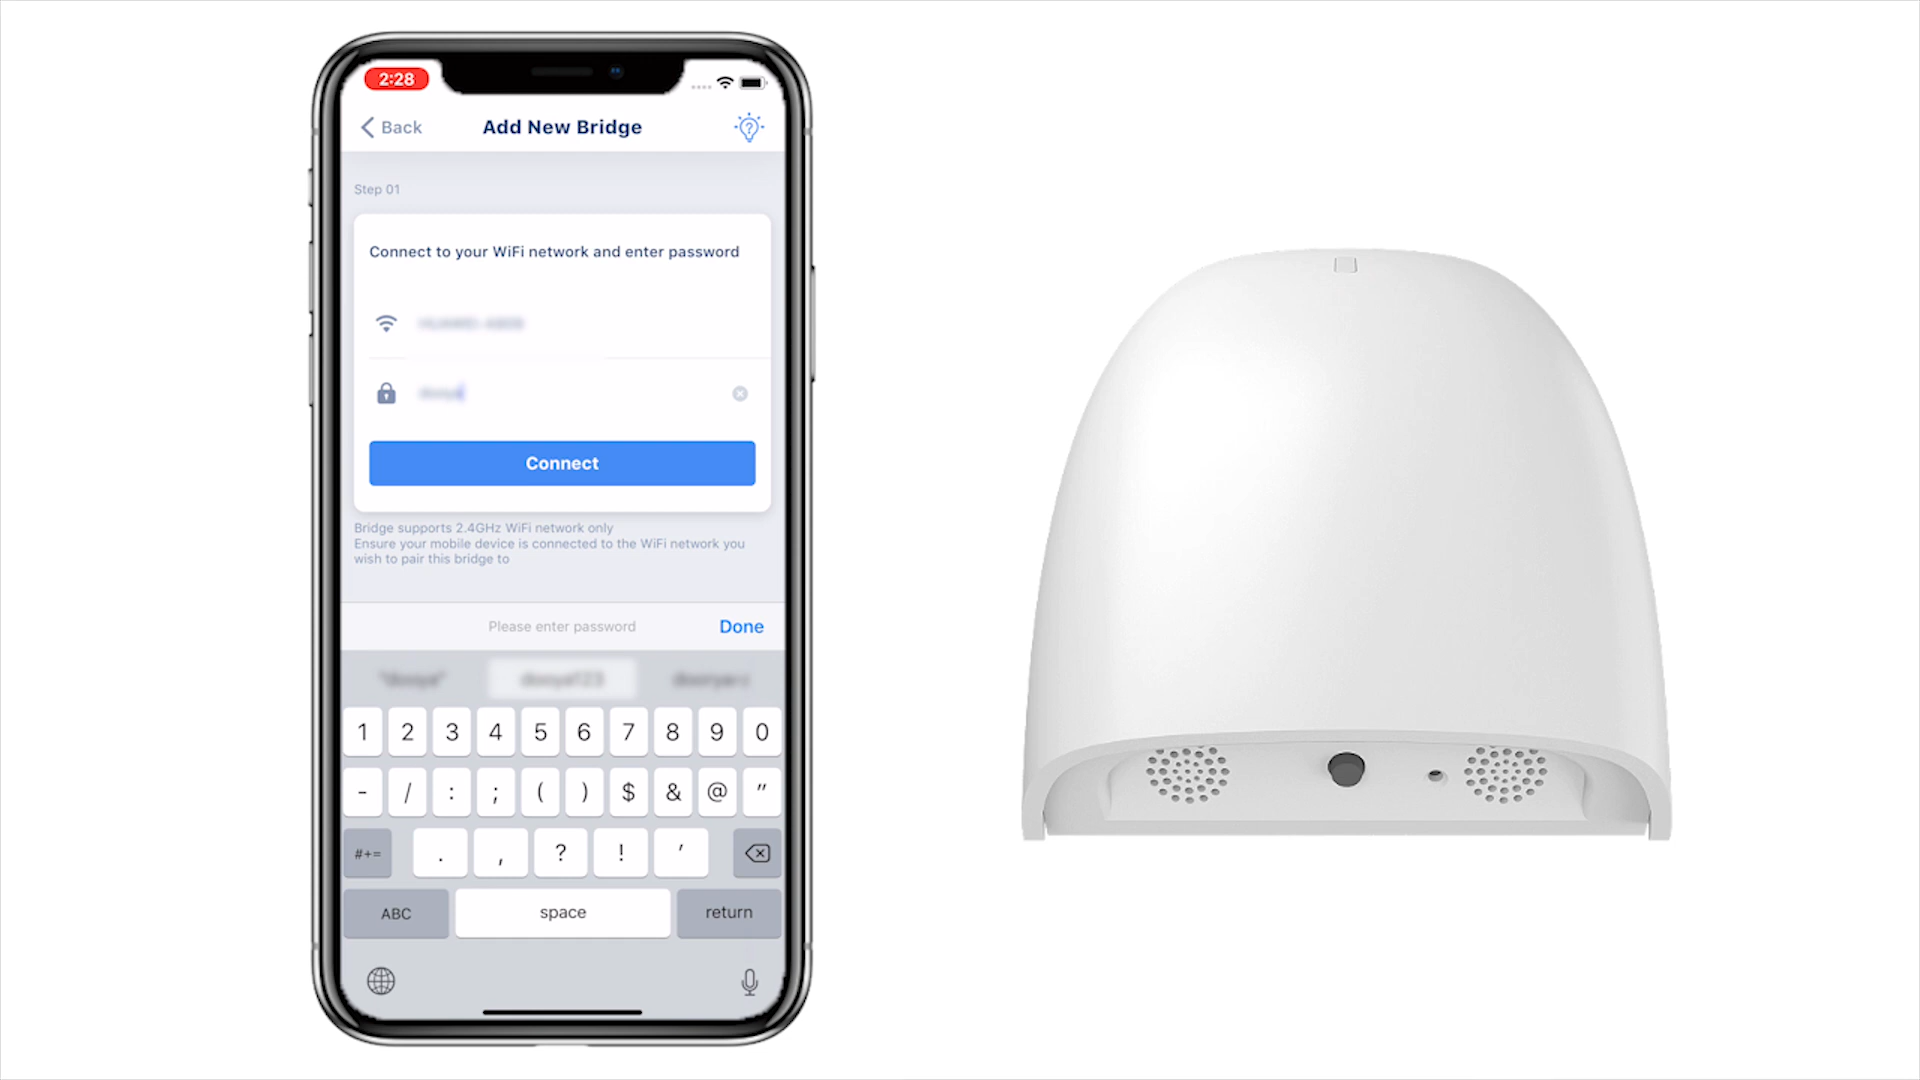 2:28
Back
Add New Bridge
Step 01
Connect to your WiFi network and enter password
Connect
Bridge supports 2.4GHz WiFi network only
Ensure your mobile device is connected to the WiFi network you
wish to pair this bridge to
Please enter password
Done
1 2 3 4 5 6 7 8 9 0
- / : ; ( ) $ & @ "
#+= . , ? ! '
ABC space return